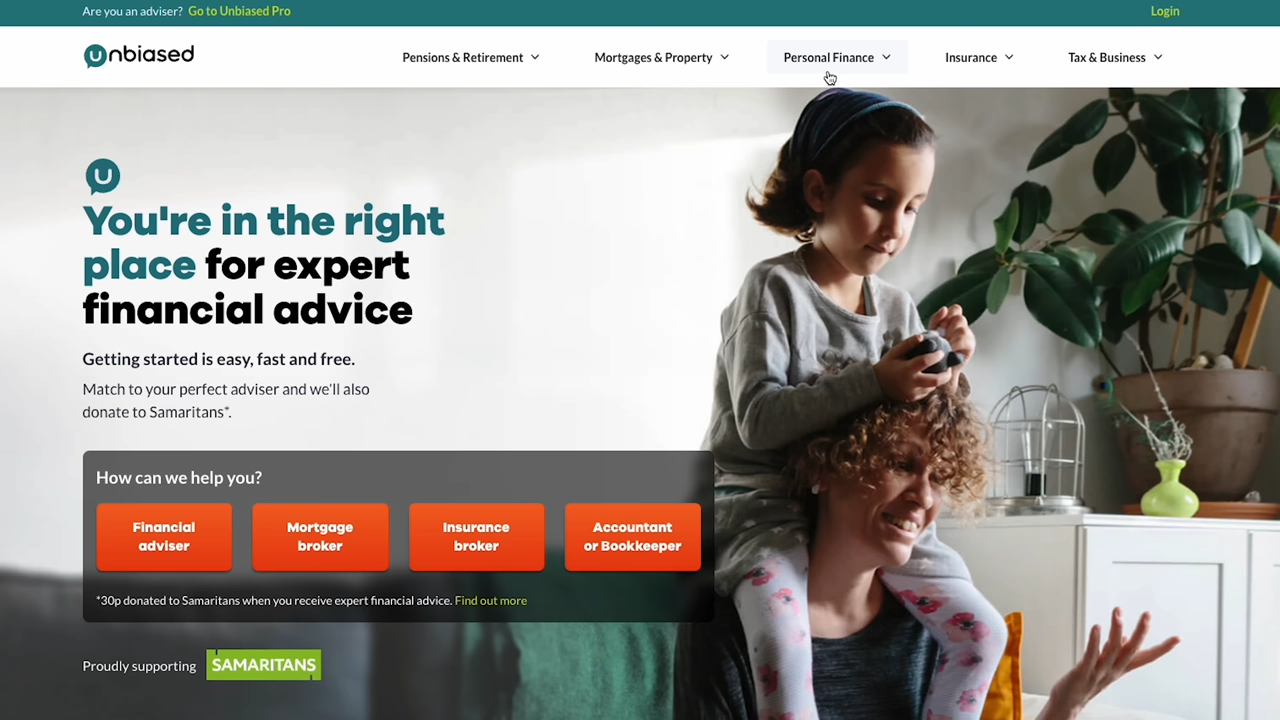 Are you an adviser? Go to Unbiased Pro
Login
unbiased
Pensions & Retirement
Mortgages & Property
Personal Finance
Insurance
Tax & Business
U
You're in the right
place for expert
financial advice
Getting started is easy, fast and free.
Match to your perfect adviser and we'll also
donate to Samaritans*.
How can we help you?
Financial
adviser
Mortgage
broker
Insurance
broker
Accountant
or Bookkeeper
*30p donated to Samaritans when you receive expert financial advice. Find out more
Proudly supporting
SAMARITANS